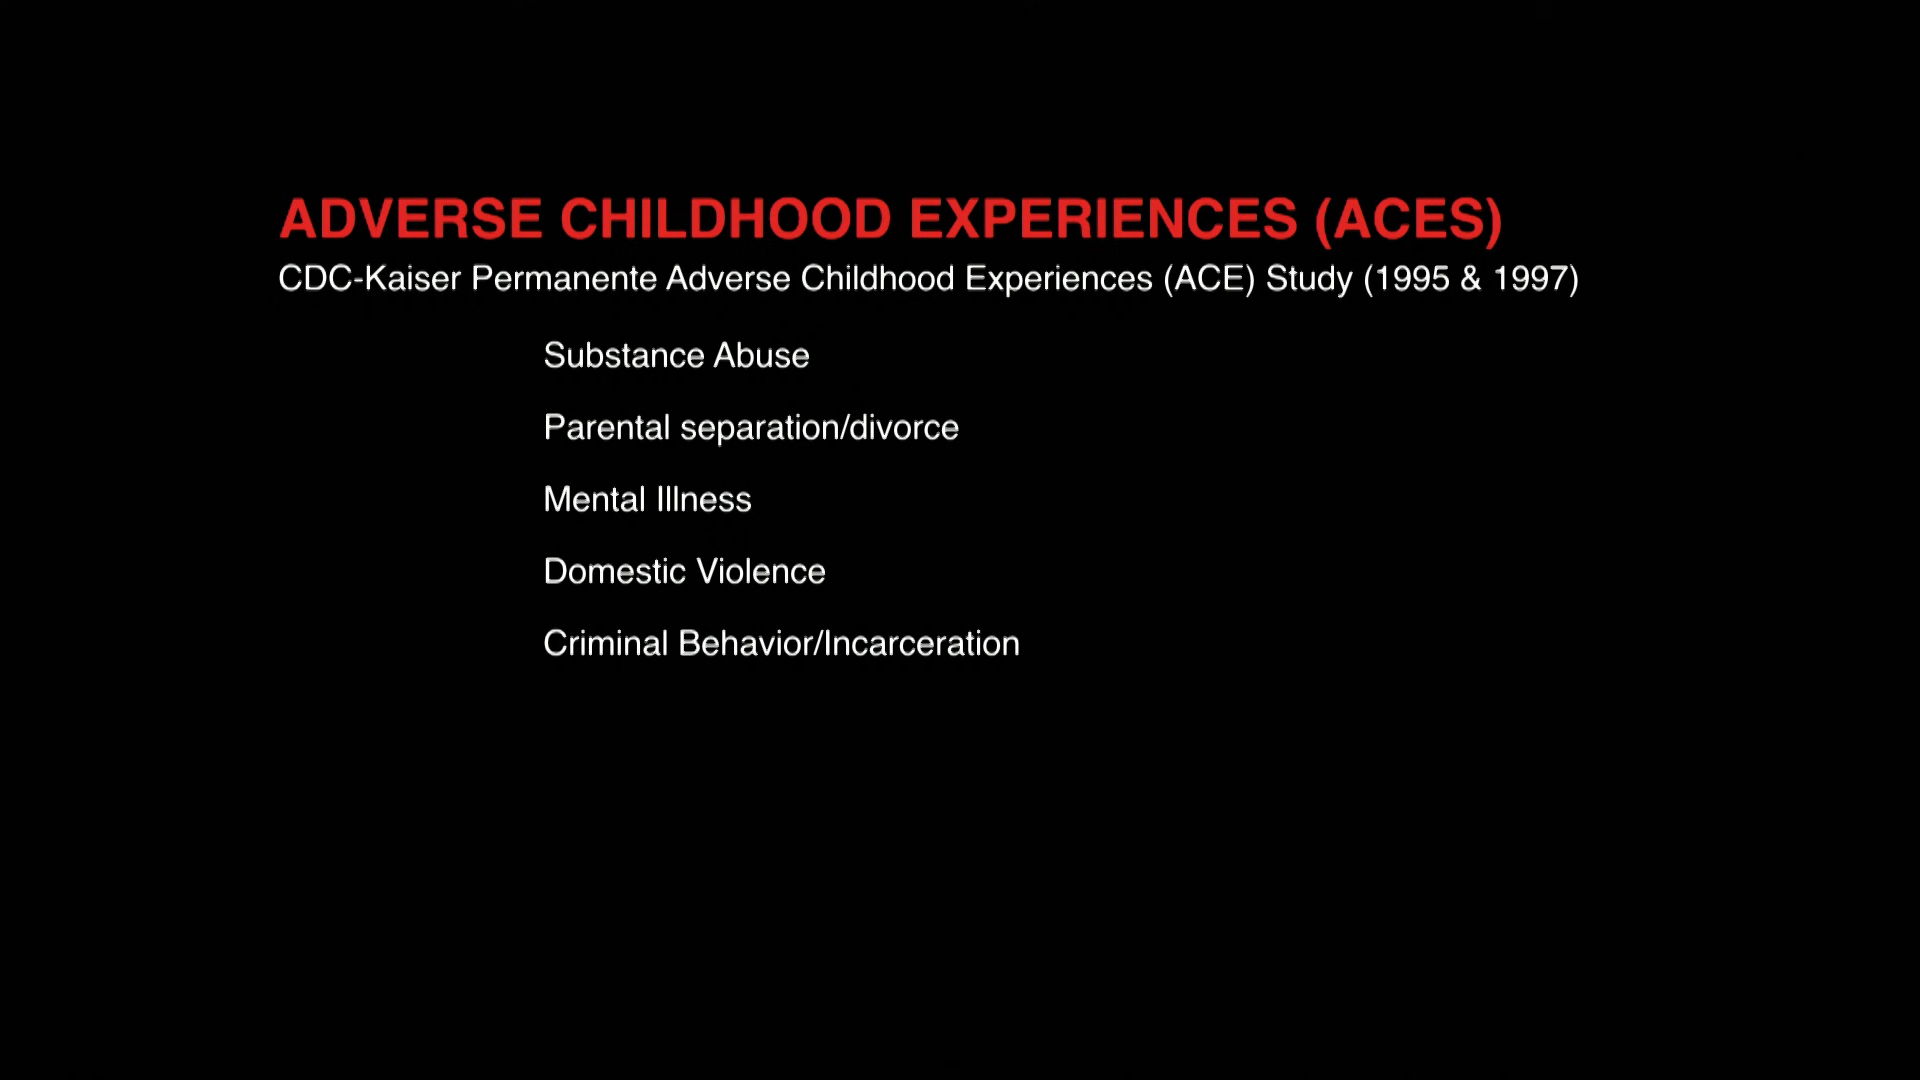 ADVERSE CHILDHOOD EXPERIENCES (ACES)
CDC-Kaiser Permanente Adverse Childhood Experiences (ACE) Study (1995 & 1997)
Substance Abuse
Parental separation/divorce
Mental Illness
Domestic Violence
Criminal Behavior/Incarceration